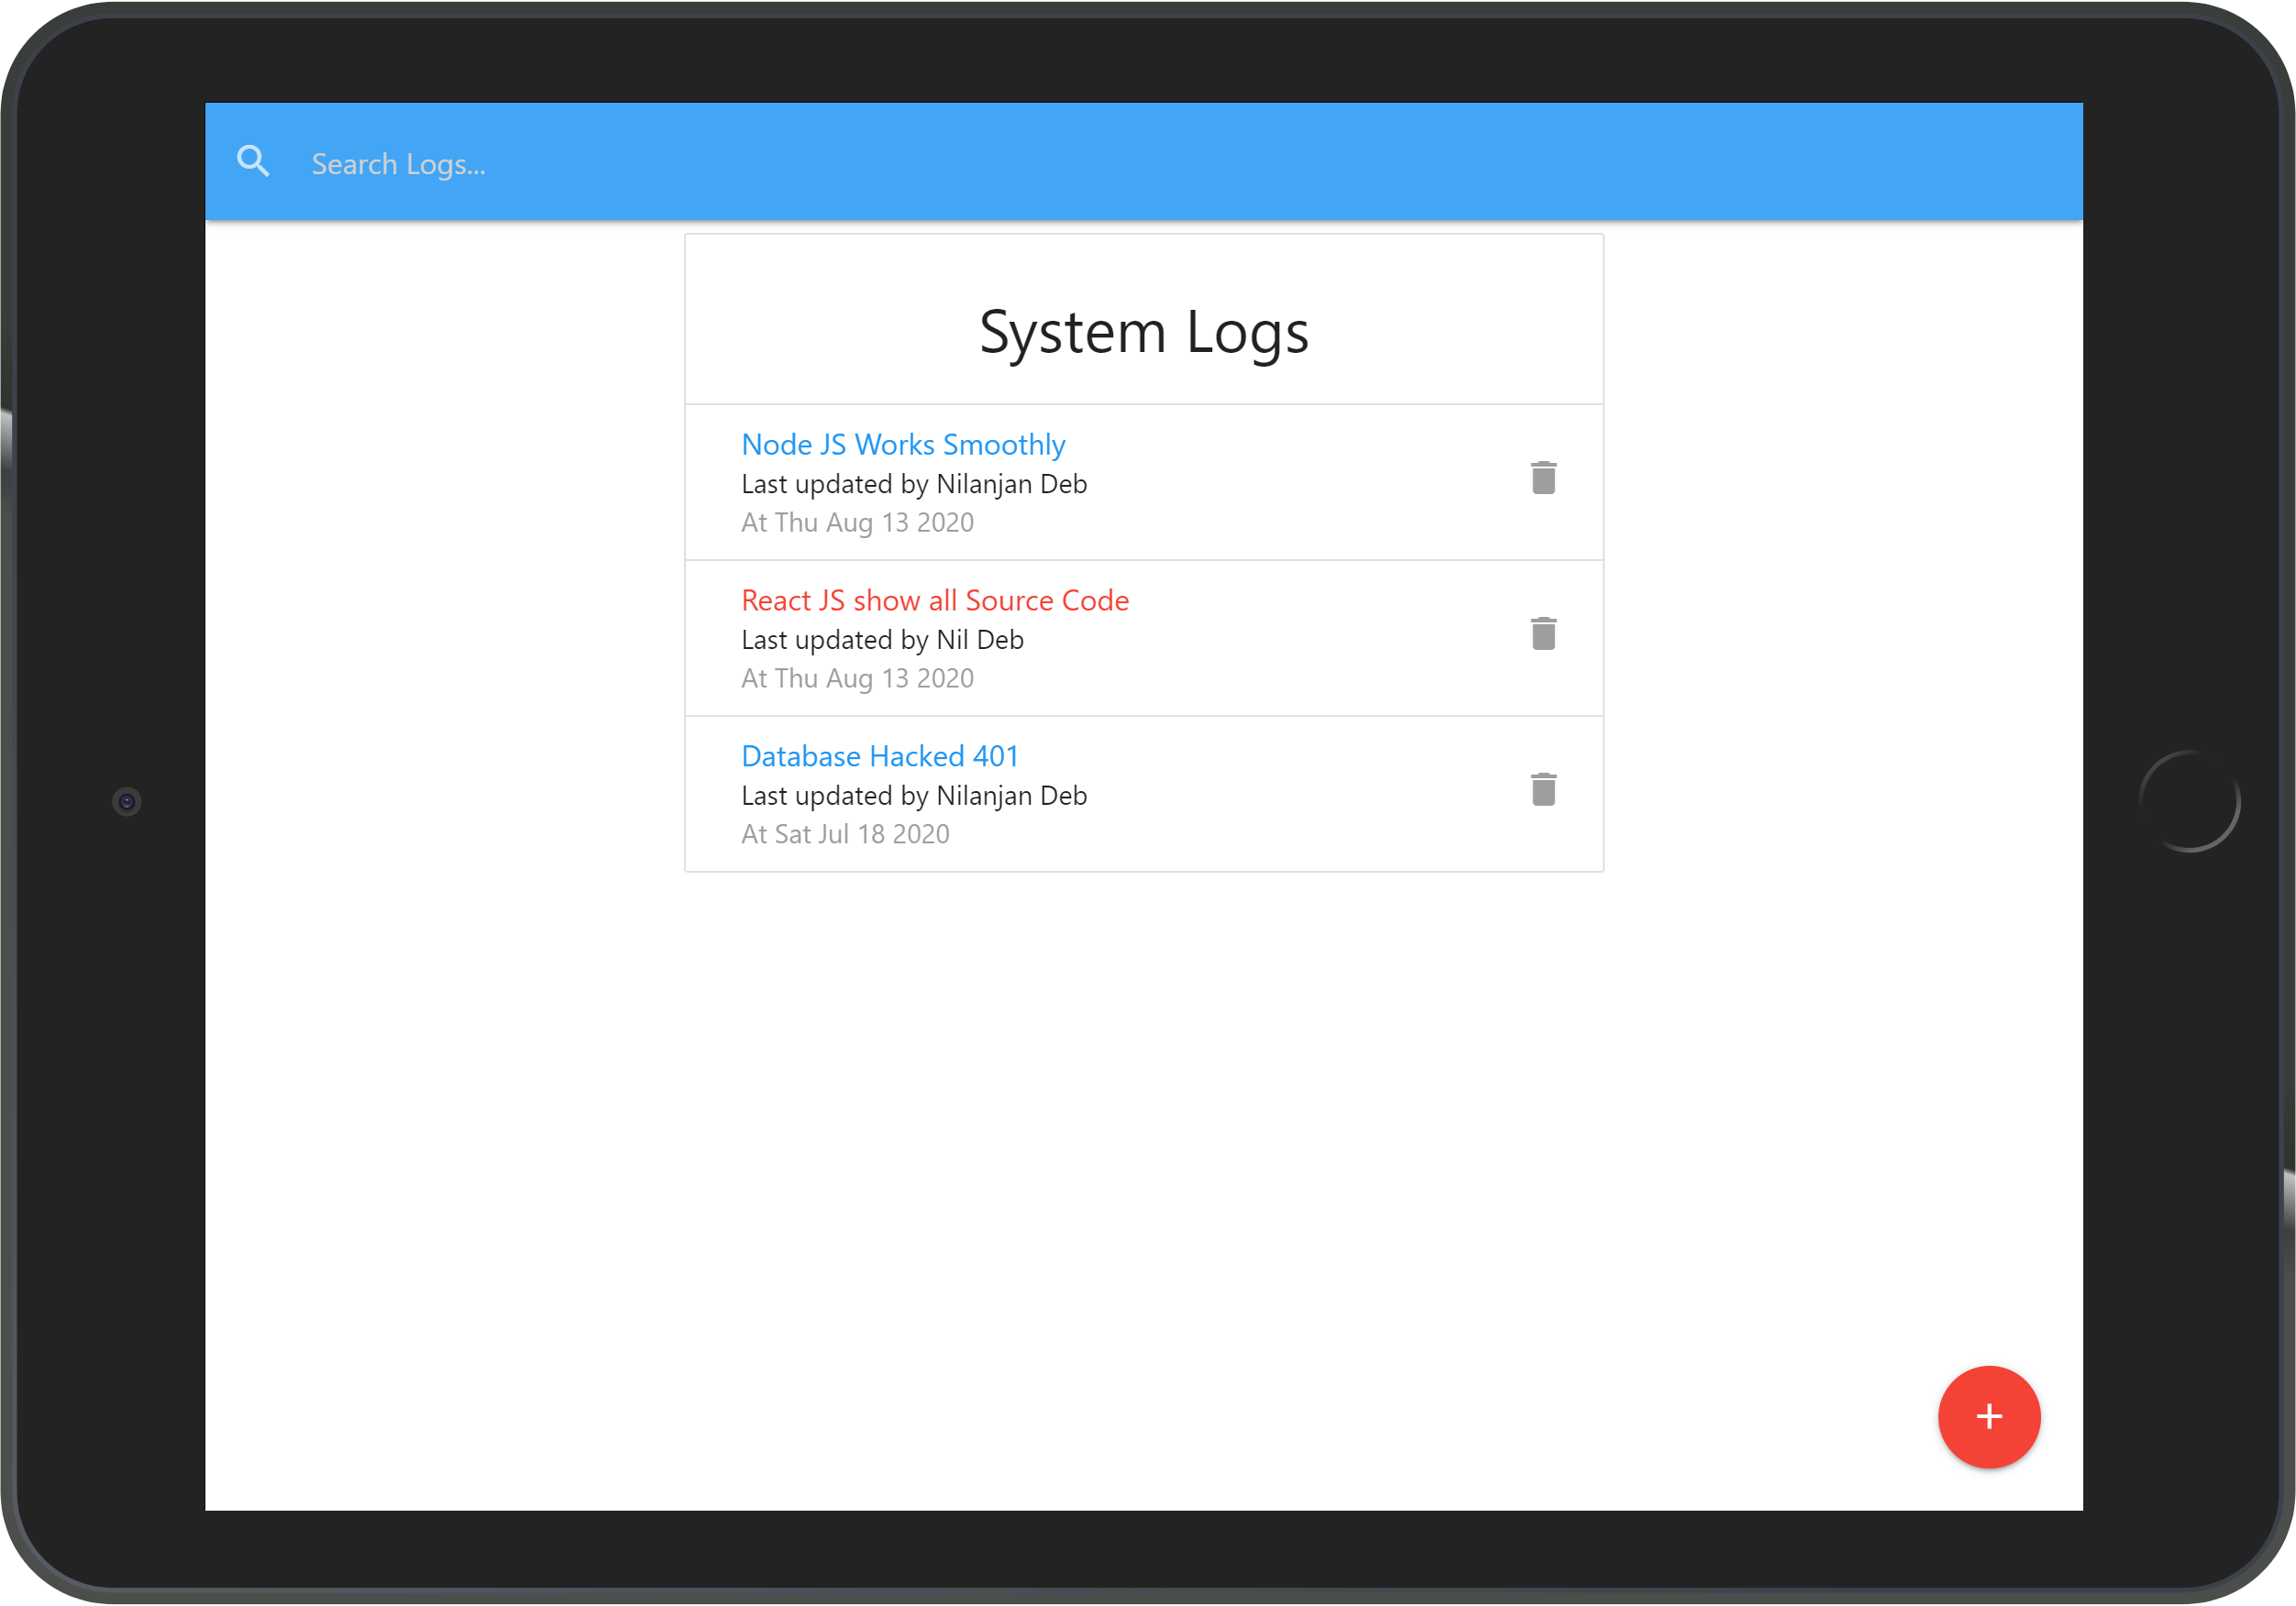 Search Logs...
System Logs
Node JS Works Smoothly
Last updated by Nilanjan Deb
At Thu Aug 13 2020
React JS show all Source Code
Last updated by Nil Deb
At Thu Aug 13 2020
Database Hacked 401
Last updated by Nilanjan Deb
At Sat Jul 18 2020
+